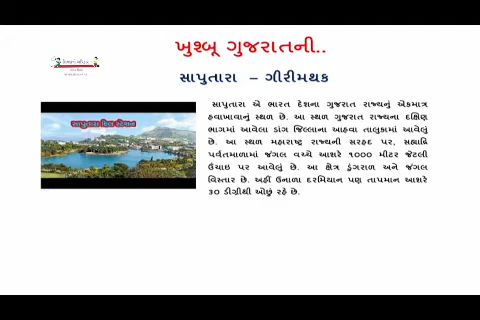 ખુશ્બૂ ગુજરાતની..
સાપુતારા – ગીરીમથક
સાપુતારા હિલ સ્ટેશન
સાપુતારા એ ભારત દેશના ગુજરાત રાજ્યનું એકમાત્ર
હવાખાવાનું સ્થળ છે. આ સ્થળ ગુજરાત રાજ્યના દક્ષિણ
ભાગમાં આવેલા ડાંગ જિલ્લાના આહવા તાલુકામાં આવેલું
છે. આ સ્થળ મહારાષ્ટ્ર રાજ્યની સરહદ પર, સહ્યાદ્રિ
પર્વતમાળામાં જંગલ વચ્ચે આશરે ૧૦૦૦ મીટર જેટલી
ઉંચાઇ પર આવેલું છે. આ ક્ષેત્ર ડુંગરાળ અને જંગલ
વિસ્તાર છે. અહીં ઉનાળા દરમિયાન પણ તાપમાન આશરે
૩૦ ડીગ્રીથી ઓછું રહે છે.